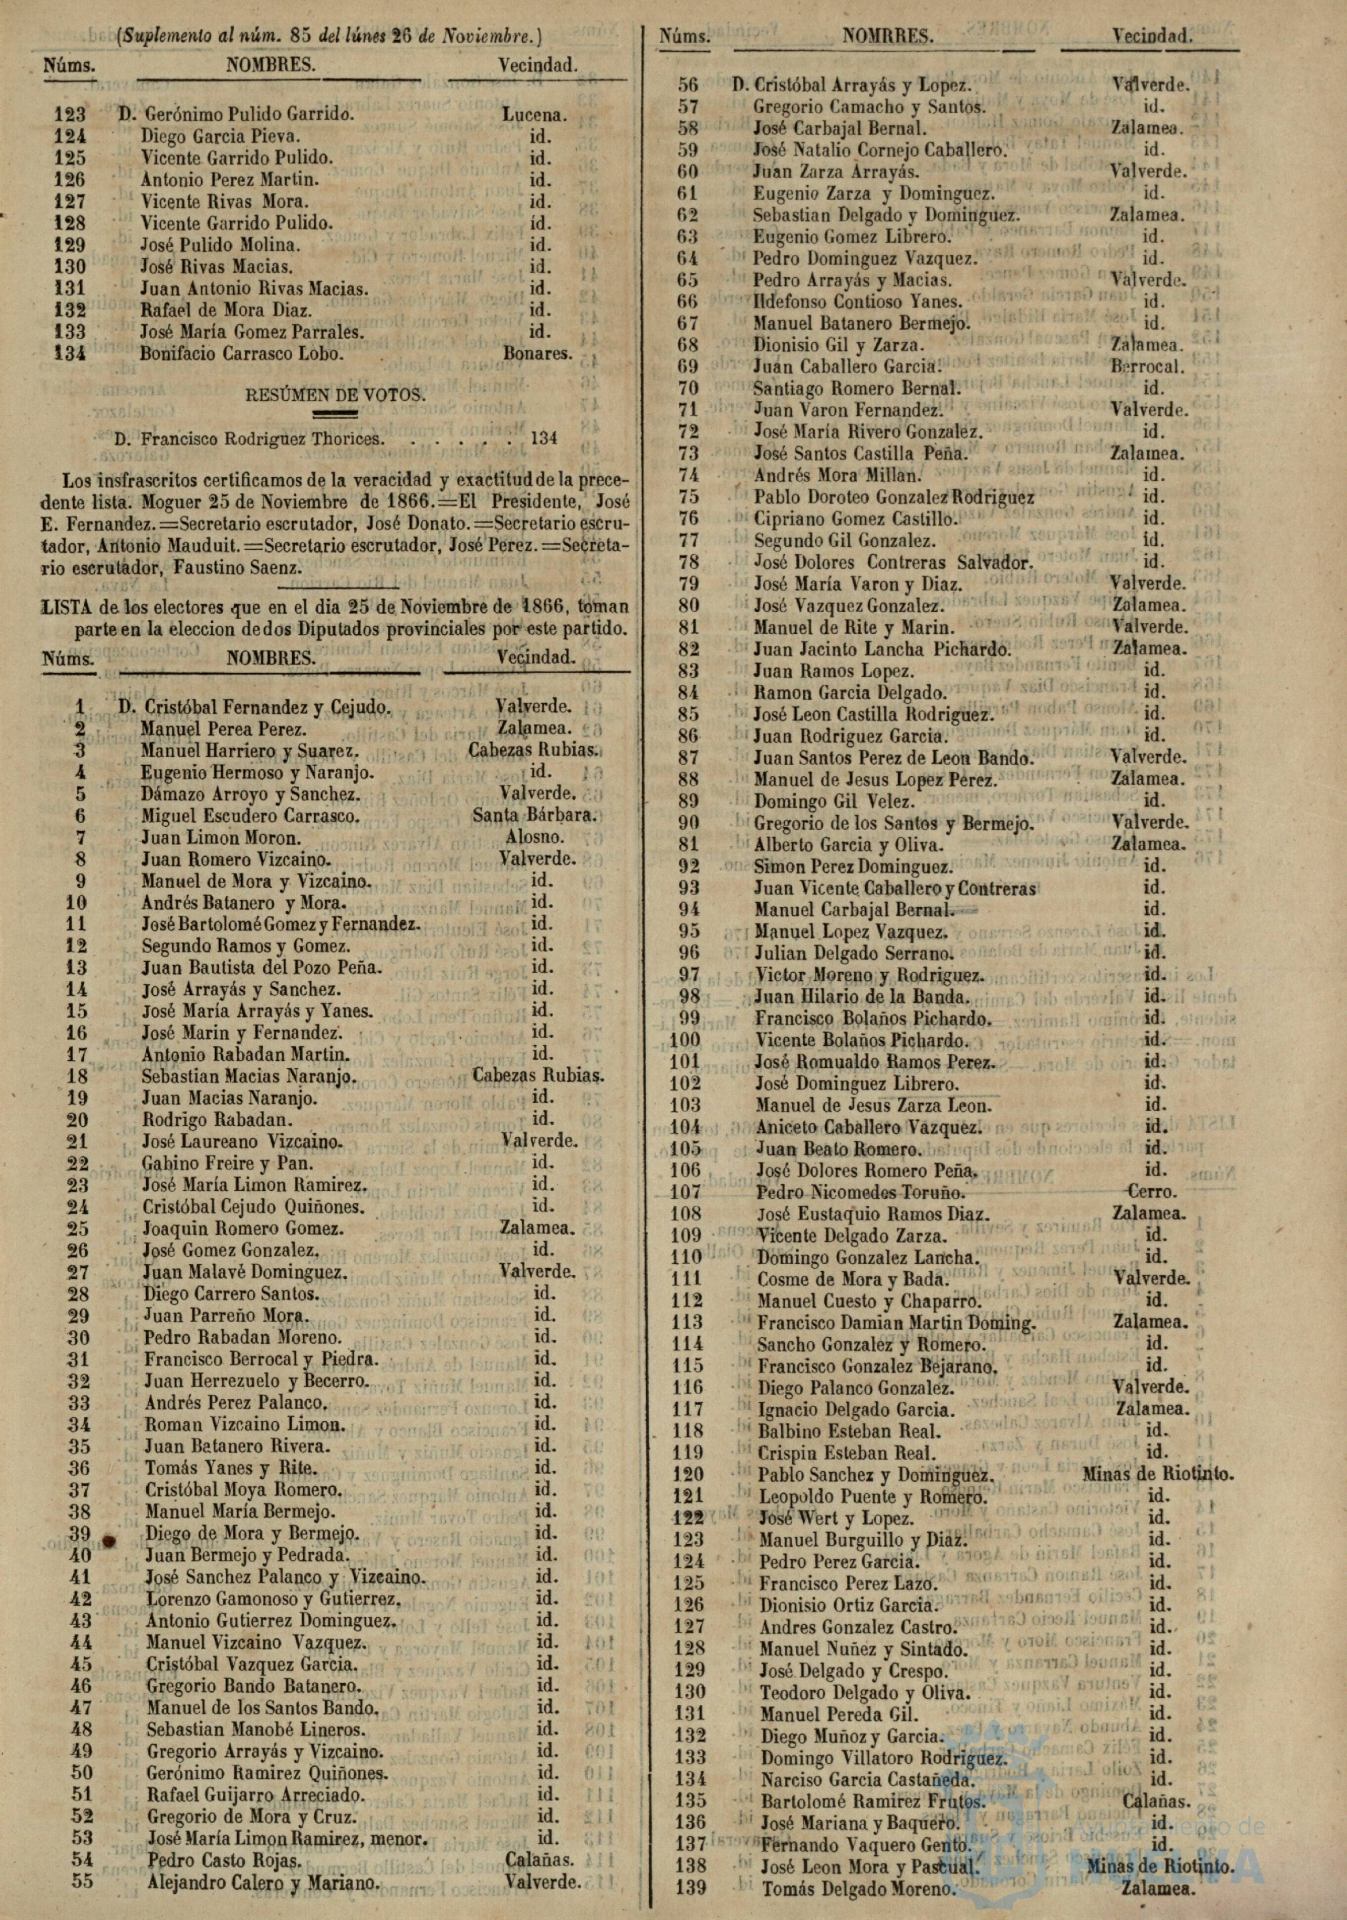 (Suplemento al núm. 85 del lúnes 26 de Noviembre.)
Núms. NOMBRES. Vecindad.
123 D. Gerónimo Pulido Garrido. Lucena.
124 Diego Garcia Pieva. id.
125 Vicente Garrido Pulido. id.
126 Antonio Perez Martin. id.
127 Vicente Rivas Mora. id.
128 Vicente Garrido Pulido. id.
129 José Pulido Molina. id.
130 José Rivas Macias. id.
131 Juan Antonio Rivas Macias. id.
132 Rafael de Mora Diaz. id.
133 José María Gomez Parrales. id.
134 Bonifacio Carrasco Lobo. Bonares.
RESÚMEN DE VOTOS.
D. Francisco Rodriguez Thorices. . . . . . . 134
Los insfrascritos certificamos de la veracidad y exactitud de la prece-
dente lista. Moguer 25 de Noviembre de 1866.=El Presidente, José
E. Fernandez.=Secretario escrutador, José Donato.=Secretario escru-
tador, Antonio Mauduit.=Secretario escrutador, José Perez.=Secreta-
rio escrutador, Faustino Saenz.
LISTA de los electores que en el dia 25 de Noviembre de 1866, toman
parte en la eleccion de dos Diputados provinciales por este partido.
Núms. NOMBRES. Vecindad.
1 D. Cristóbal Fernandez y Cejudo. Valverde.
2 Manuel Perea Perez. Zalamea.
3 Manuel Harriero y Suarez. Cabezas Rubias.
4 Eugenio Hermoso y Naranjo. id.
5 Dámazo Arroyo y Sanchez. Valverde.
6 Miguel Escudero Carrasco. Santa Bárbara.
7 Juan Limon Moron. Alosno.
8 Juan Romero Vizcaino. Valverde.
9 Manuel de Mora y Vizcaino. id.
10 Andrés Batanero y Mora. id.
11 José Bartolomé Gomez y Fernandez. id.
12 Segundo Ramos y Gomez. id.
13 Juan Bautista del Pozo Peña. id.
14 José Arrayás y Sanchez. id.
15 José María Arrayás y Yanes. id.
16 José Marin y Fernandez. id.
17 Antonio Rabadan Martin. id.
18 Sebastian Macias Naranjo. Cabezas Rubias.
19 Juan Macias Naranjo. id.
20 Rodrigo Rabadan. id.
21 José Laureano Vizcaino. Valverde.
22 Gabino Freire y Pan. id.
23 José María Limon Ramirez. id.
24 Cristóbal Cejudo Quiñones. id.
25 Joaquin Romero Gomez. Zalamea.
26 José Gomez Gonzalez. id.
27 Juan Malavé Dominguez. Valverde.
28 Diego Carrero Santos. id.
29 Juan Parreño Mora. id.
30 Pedro Rabadan Moreno. id.
31 Francisco Berrocal y Piedra. id.
32 Juan Herrezuelo y Becerro. id.
33 Andrés Perez Palanco. id.
34 Roman Vizcaino Limon. id.
35 Juan Batanero Rivera. id.
36 Tomás Yanes y Rite. id.
37 Cristóbal Moya Romero. id.
38 Manuel María Bermejo. id.
39 Diego de Mora y Bermejo. id.
40 Juan Bermejo y Pedrada. id.
41 José Sanchez Palanco y Vizcaino. id.
42 Lorenzo Gamonoso y Gutierrez. id.
43 Antonio Gutierrez Dominguez. id.
44 Manuel Vizcaino Vazquez. id.
45 Cristóbal Vazquez Garcia. id.
46 Gregorio Bando Batanero. id.
47 Manuel de los Santos Bando. id.
48 Sebastian Manobé Lineros. id.
49 Gregorio Arrayás y Vizcaino. id.
50 Gerónimo Ramirez Quiñones. id.
51 Rafael Guijarro Arreciado. id.
52 Gregorio de Mora y Cruz. id.
53 José María Limon Ramirez, menor. id.
54 Pedro Casto Rojas. Calañas.
55 Alejandro Calero y Mariano. Valverde.
Núms. NOMRRES. Vecindad.
56 D. Cristóbal Arrayás y Lopez. Valverde.
57 Gregorio Camacho y Santos. id.
58 José Carbajal Bernal. Zalamea.
59 José Natalio Cornejo Caballero. id.
60 Juan Zarza Arrayás. Valverde.
61 Eugenio Zarza y Dominguez. id.
62 Sebastian Delgado y Dominguez. Zalamea.
63 Eugenio Gomez Librero. id.
64 Pedro Dominguez Vazquez. id.
65 Pedro Arrayás y Macias. Valverde.
66 Ildefonso Contioso Yanes. id.
67 Manuel Batanero Bermejo. id.
68 Dionisio Gil y Zarza. Zalamea.
69 Juan Caballero Garcia. Berrocal.
70 Santiago Romero Bernal. id.
71 Juan Varon Fernandez. Valverde.
72 José María Rivero Gonzalez. id.
73 José Santos Castilla Peña. Zalamea.
74 Andrés Mora Millan. id.
75 Pablo Doroteo Gonzalez Rodriguez id.
76 Cipriano Gomez Castillo. id.
77 Segundo Gil Gonzalez. id.
78 José Dolores Contreras Salvador. id.
79 José María Varon y Diaz. Valverde.
80 José Vazquez Gonzalez. Zalamea.
81 Manuel de Rite y Marin. Valverde.
82 Juan Jacinto Lancha Pichardo. Zalamea.
83 Juan Ramos Lopez. id.
84 Ramon Garcia Delgado. id.
85 José Leon Castilla Rodriguez. id.
86 Juan Rodriguez Garcia. id.
87 Juan Santos Perez de Leon Bando. Valverde.
88 Manuel de Jesus Lopez Perez. Zalamea.
89 Domingo Gil Velez. id.
90 Gregorio de los Santos y Bermejo. Valverde.
81 Alberto Garcia y Oliva. Zalamea.
92 Simon Perez Dominguez. id.
93 Juan Vicente Caballero y Contreras id.
94 Manuel Carbajal Bernal. id.
95 Manuel Lopez Vazquez. id.
96 Julian Delgado Serrano. id.
97 Victor Moreno y Rodriguez. id.
98 Juan Hilario de la Banda. id.
99 Francisco Bolaños Pichardo. id.
100 Vicente Bolaños Pichardo. id.
101 José Romualdo Ramos Perez. id.
102 José Dominguez Librero. id.
103 Manuel de Jesus Zarza Leon. id.
104 Aniceto Caballero Vazquez. id.
105 Juan Beato Romero. id.
106 José Dolores Romero Peña. id.
107 Pedro Nicomedes Toruño. Cerro.
108 José Eustaquio Ramos Diaz. Zalamea.
109 Vicente Delgado Zarza. id.
110 Domingo Gonzalez Lancha. id.
111 Cosme de Mora y Bada. Valverde.
112 Manuel Cuesto y Chaparro. id.
113 Francisco Damian Martin Doming. Zalamea.
114 Sancho Gonzalez y Romero. id.
115 Francisco Gonzalez Bejarano. id.
116 Diego Palanco Gonzalez. Valverde.
117 Ignacio Delgado Garcia. Zalamea.
118 Balbino Esteban Real. id.
119 Crispin Esteban Real. id.
120 Pablo Sanchez y Dominguez. Minas de Riotinto.
121 Leopoldo Puente y Romero. id.
122 José Wert y Lopez. id.
123 Manuel Burguillo y Diaz. id.
124 Pedro Perez Garcia. id.
125 Francisco Perez Lazo. id.
126 Dionisio Ortiz Garcia. id.
127 Andres Gonzalez Castro. id.
128 Manuel Nuñez y Sintado. id.
129 José Delgado y Crespo. id.
130 Teodoro Delgado y Oliva. id.
131 Manuel Pereda Gil. id.
132 Diego Muñoz y Garcia. id.
133 Domingo Villatoro Rodriguez. id.
134 Narciso Garcia Castañeda. id.
135 Bartolomé Ramirez Frutos. Calañas.
136 José Mariana y Baquero. id.
137 Fernando Vaquero Gento. id.
138 José Leon Mora y Pascual. Minas de Riotinto.
139 Tomás Delgado Moreno. Zalamea.
Ayuntamiento de
HUELVA